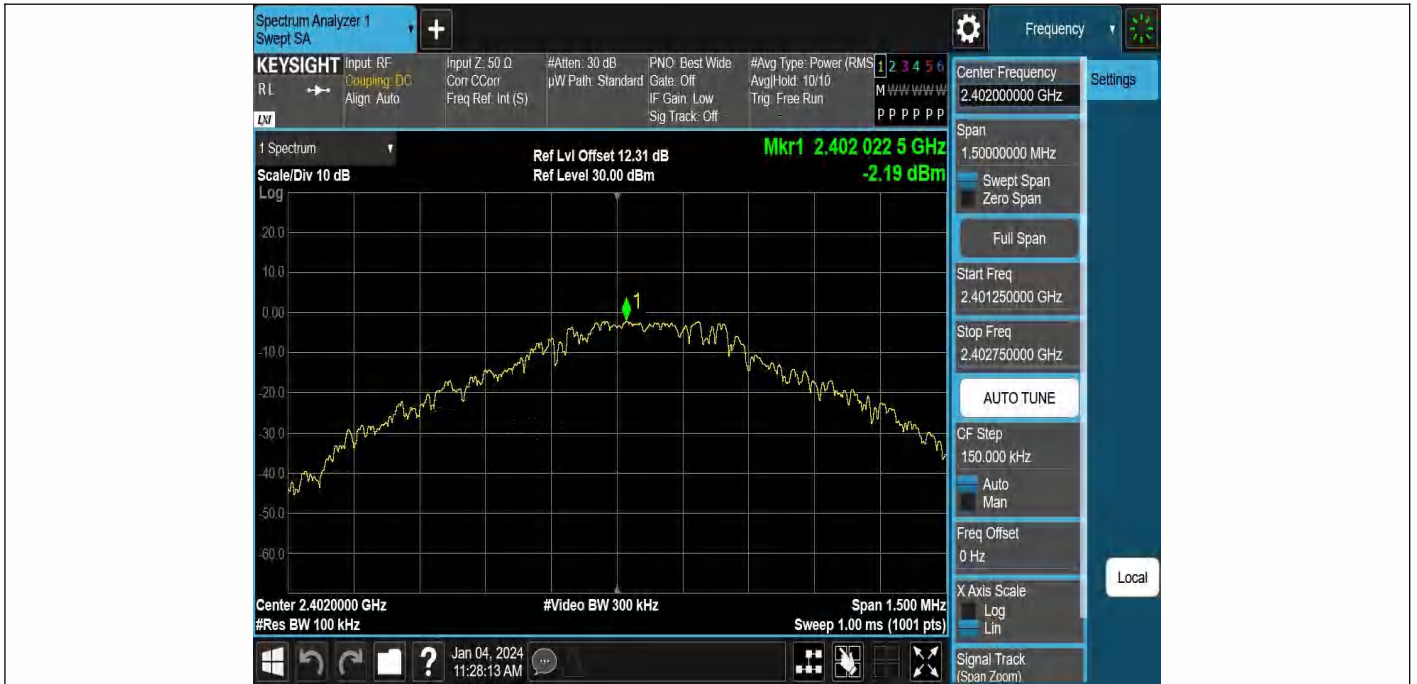 Spectrum Analyzer 1
Swept SA
+
Frequency
KEYSIGHT
RL
LXI
Input: RF
Coupling: DC
Align: Auto
Input Z: 50 Ω
Corr CCorr
Freq Ref: Int (S)
#Atten: 30 dB
µW Path: Standard
PNO: Best Wide
Gate: Off
IF Gain: Low
Sig Track: Off
#Avg Type: Power (RMS
Avg|Hold: 10/10
Trig: Free Run
1 2 3 4 5 6
M W W W W W
P P P P P P
Center Frequency
2.402000000 GHz
Settings
1 Spectrum
Scale/Div 10 dB
Ref Lvl Offset 12.31 dB
Ref Level 30.00 dBm
Mkr1 2.402 022 5 GHz
-2.19 dBm
Span
1.50000000 MHz
Swept Span
Zero Span
Full Span
Start Freq
2.401250000 GHz
Stop Freq
2.402750000 GHz
AUTO TUNE
CF Step
150.000 kHz
Auto
Man
Freq Offset
0 Hz
X Axis Scale
Log
Lin
Signal Track
(Span Zoom)
Local
Log
20.0
10.0
0.00
-10.0
-20.0
-30.0
-40.0
-50.0
-60.0
1
Center 2.4020000 GHz
#Res BW 100 kHz
#Video BW 300 kHz
Span 1.500 MHz
Sweep 1.00 ms (1001 pts)
?
Jan 04, 2024
11:28:13 AM